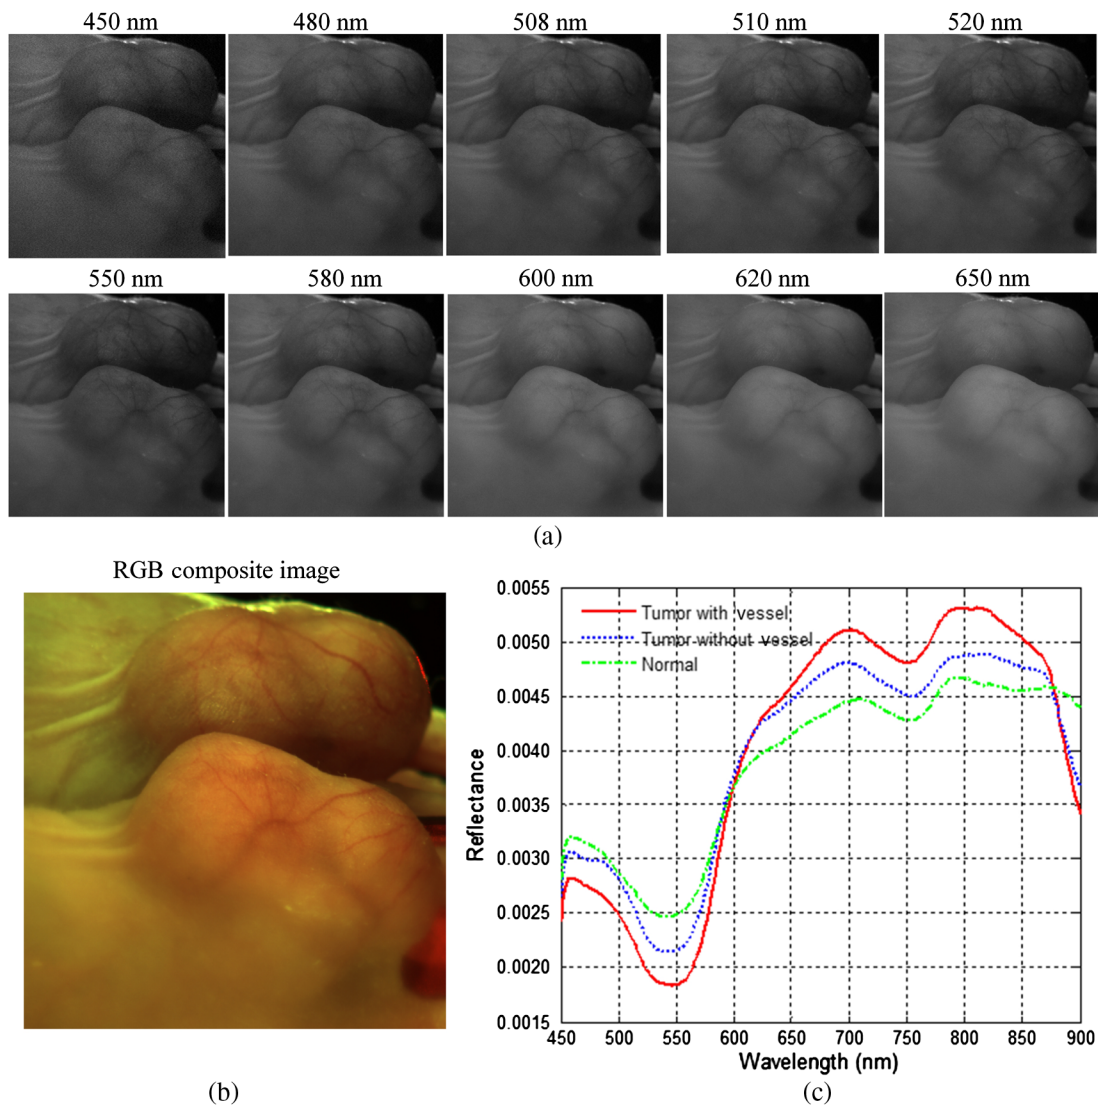 450 nm 480 nm 508 nm 510 nm 520 nm
550 nm 580 nm 600 nm 620 nm 650 nm
(a)
RGB composite image
0.0055
0.0050
0.0045
0.0040
0.0035
0.0030
0.0025
0.0020
0.0015
Reflectance
Tumpr with vessel
Tumpr without vessel
Normal
450 500 550 600 650 700 750 800 850 900
Wavelength (nm)
(b) (c)